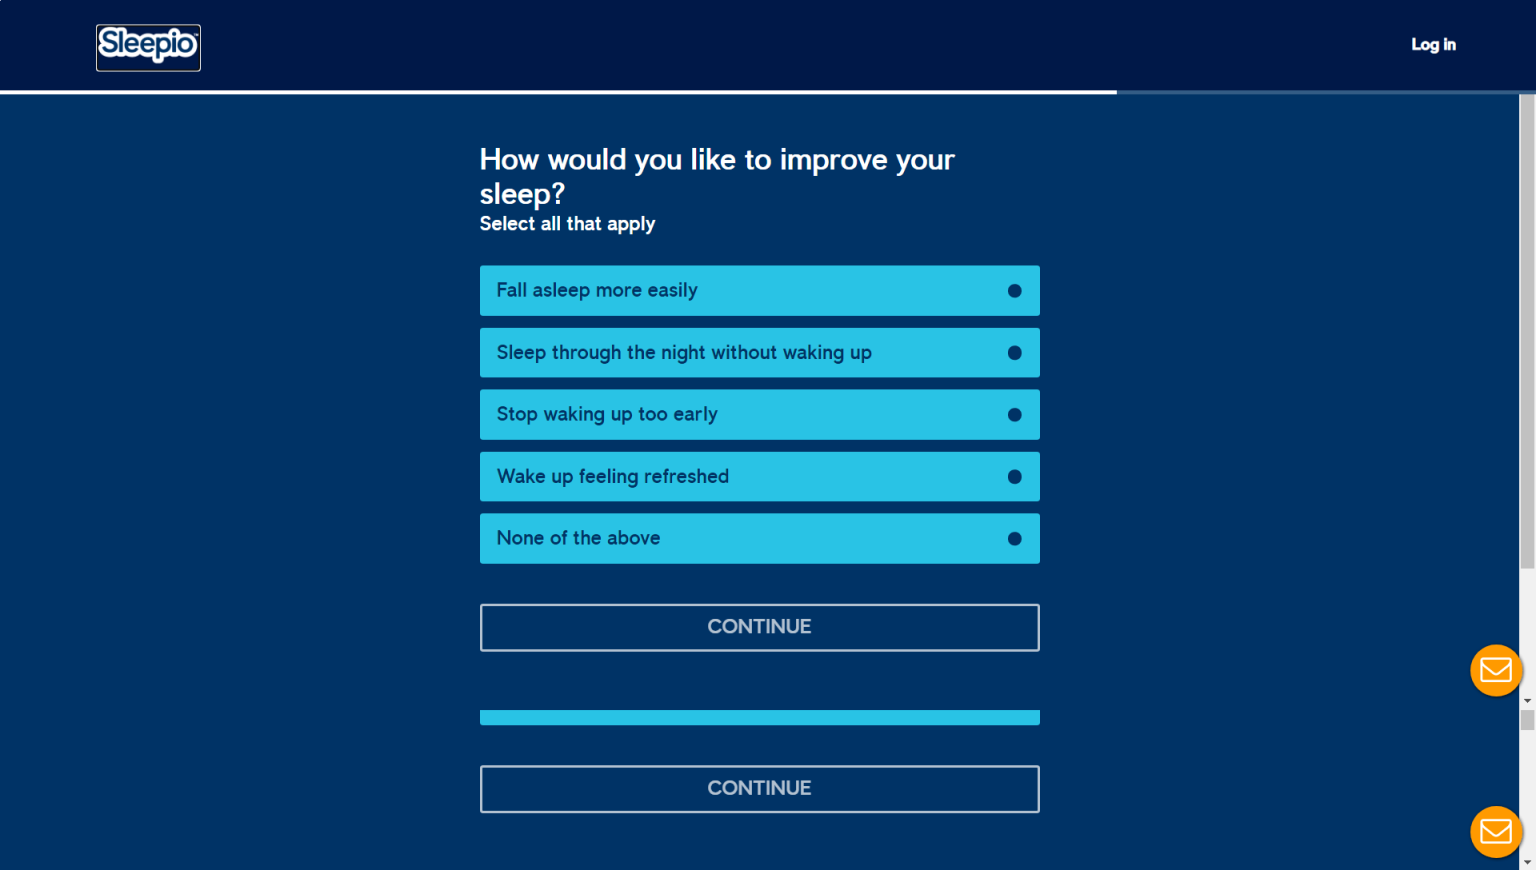 Sleepio™
Log in
How would you like to improve your
sleep?
Select all that apply
Fall asleep more easily
Sleep through the night without waking up
Stop waking up too early
Wake up feeling refreshed
None of the above
CONTINUE
CONTINUE